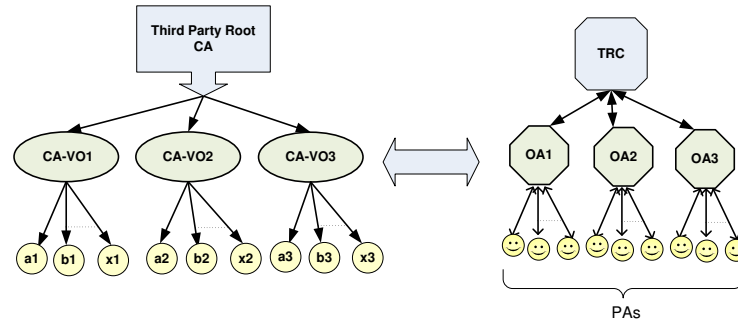 Third Party Root
CA
TRC
CA-VO1
CA-VO2
CA-VO3
OA1
OA2
OA3
a1
b1
x1
a2
b2
x2
a3
b3
x3
PAs